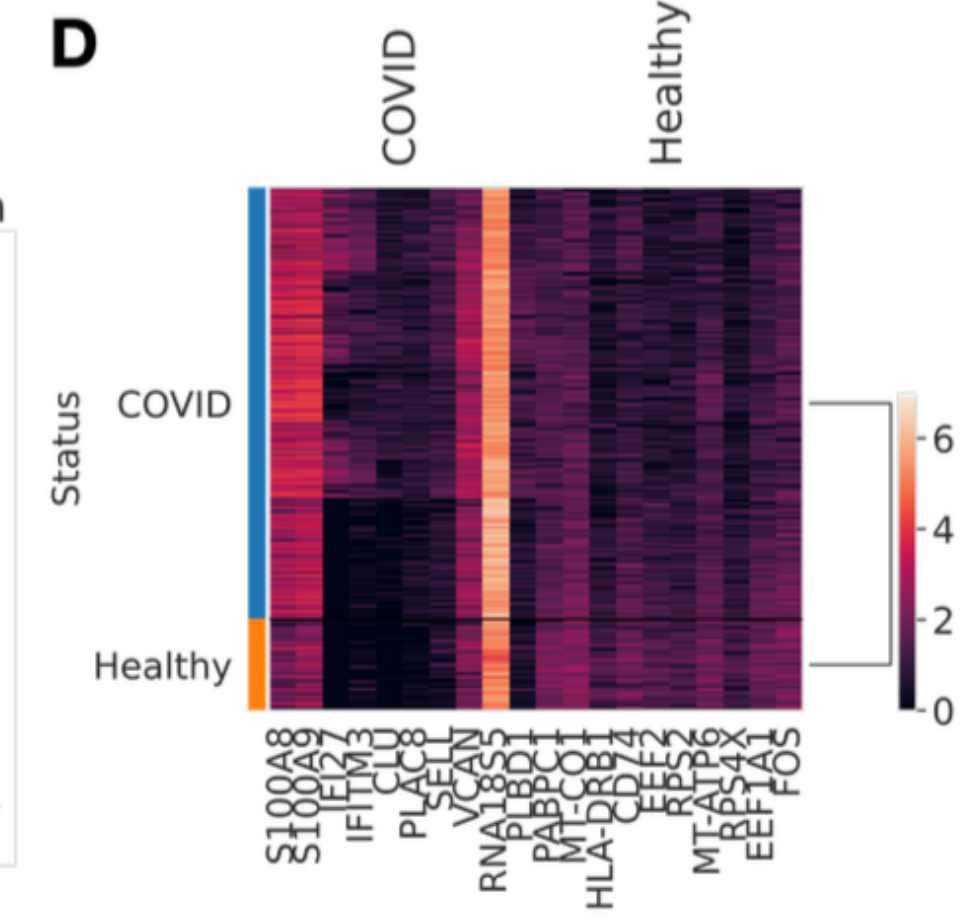 D
COVID
Healthy
Status
COVID
Healthy
6
4
2
0
S100A8
S100A9
IFI27
IFITM3
CLU
PLAC8
SELL
VCAN
RNA18S5
PLBD1
PABPC1
MT-CO1
HLA-DRB1
CD74
EEF2
RPS2
MT-ATP6
RPS4X
EEF1A1
FOS